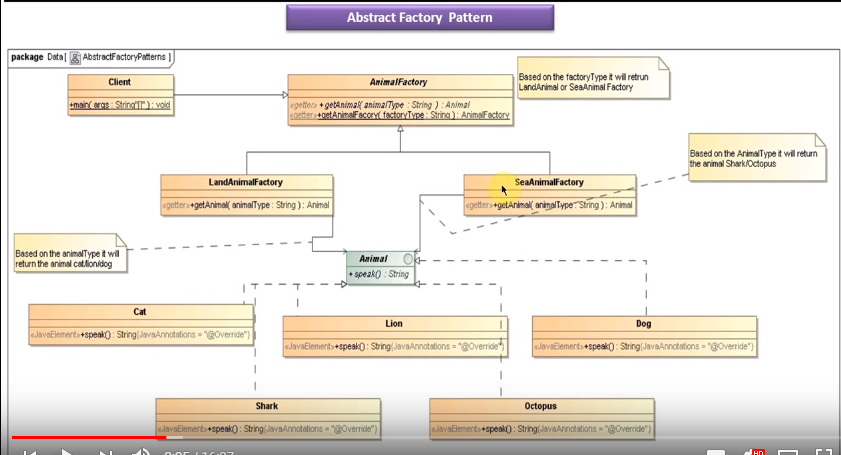 Abstract Factory Pattern
package Data[ AbstractFactoryPatterns ]
Client
+main( args : String"[]" ) : void
AnimalFactory
«getter» +getAnimal( animalType : String ) : Animal
«getter»+getAnimalFacory( factoryType : String ) : AnimalFactory
Based on the factoryType it will retrun
LandAnimal or SeaAnimal Factory
Based on the AnimalType it will return
the animal Shark/Octopus
LandAnimalFactory
«getter»+getAnimal( animalType : String ) : Animal
SeaAnimalFactory
«getter»+getAnimal( animalType : String ) : Animal
Based on the animalType it will
return the animal cat/lion/dog
Animal
+ speak() : String
Cat
«JavaElement»+speak() : String{JavaAnnotations = "@Override"}
Lion
«JavaElement»+speak() : String{JavaAnnotations = "@Override"}
Dog
«JavaElement»+speak() : String{JavaAnnotations = "@Override"}
Shark
«JavaElement»+speak() : String{JavaAnnotations = "@Override"}
Octopus
«JavaElement»+speak() : String{JavaAnnotations = "@Override"}
HD